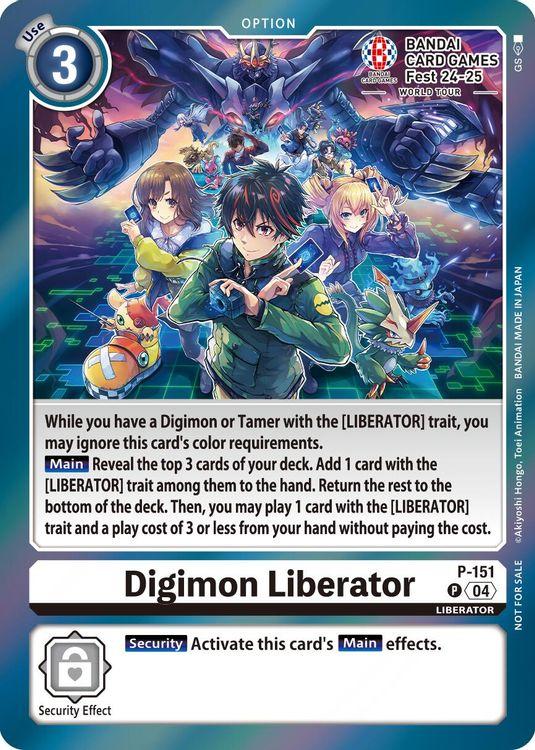 OPTION
Use
3
BANDAI
CARD GAMES
Fest 24-25
WORLD TOUR
BANDAI
CARD GAMES
GS
While you have a Digimon or Tamer with the [LIBERATOR] trait, you
may ignore this card's color requirements.
Main Reveal the top 3 cards of your deck. Add 1 card with the
[LIBERATOR] trait among them to the hand. Return the rest to the
bottom of the deck. Then, you may play 1 card with the [LIBERATOR]
trait and a play cost of 3 or less from your hand without paying the cost.
©Akiyoshi Hongo, Toei Animation BANDAI MADE IN JAPAN
NOT FOR SALE
Digimon Liberator
P-151
P 04
LIBERATOR
Security Activate this card's Main effects.
Security Effect